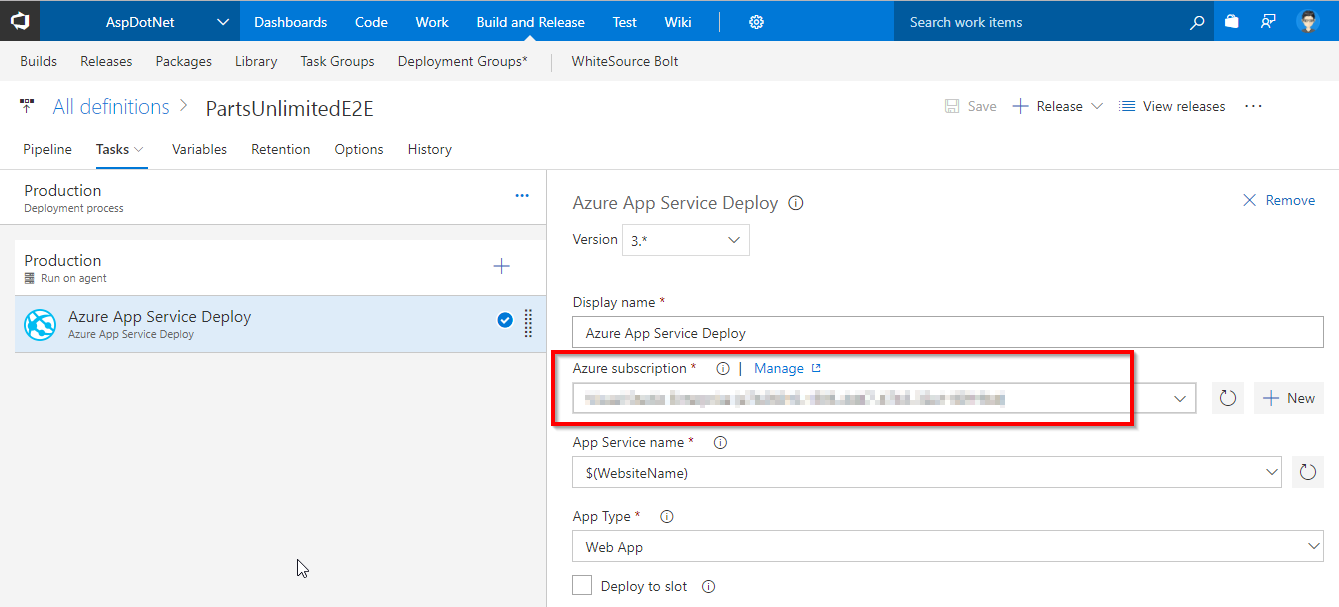 AspDotNet Dashboards Code Work Build and Release Test Wiki Search work items
Builds Releases Packages Library Task Groups Deployment Groups* WhiteSource Bolt
All definitions > PartsUnlimitedE2E Save Release View releases ...
Pipeline Tasks Variables Retention Options History
Production
Deployment process
Production
Run on agent
Azure App Service Deploy
Azure App Service Deploy
Azure App Service Deploy Remove
Version 3.*
Display name *
Azure App Service Deploy
Azure subscription * | Manage
New
App Service name *
$(WebsiteName)
App Type *
Web App
Deploy to slot